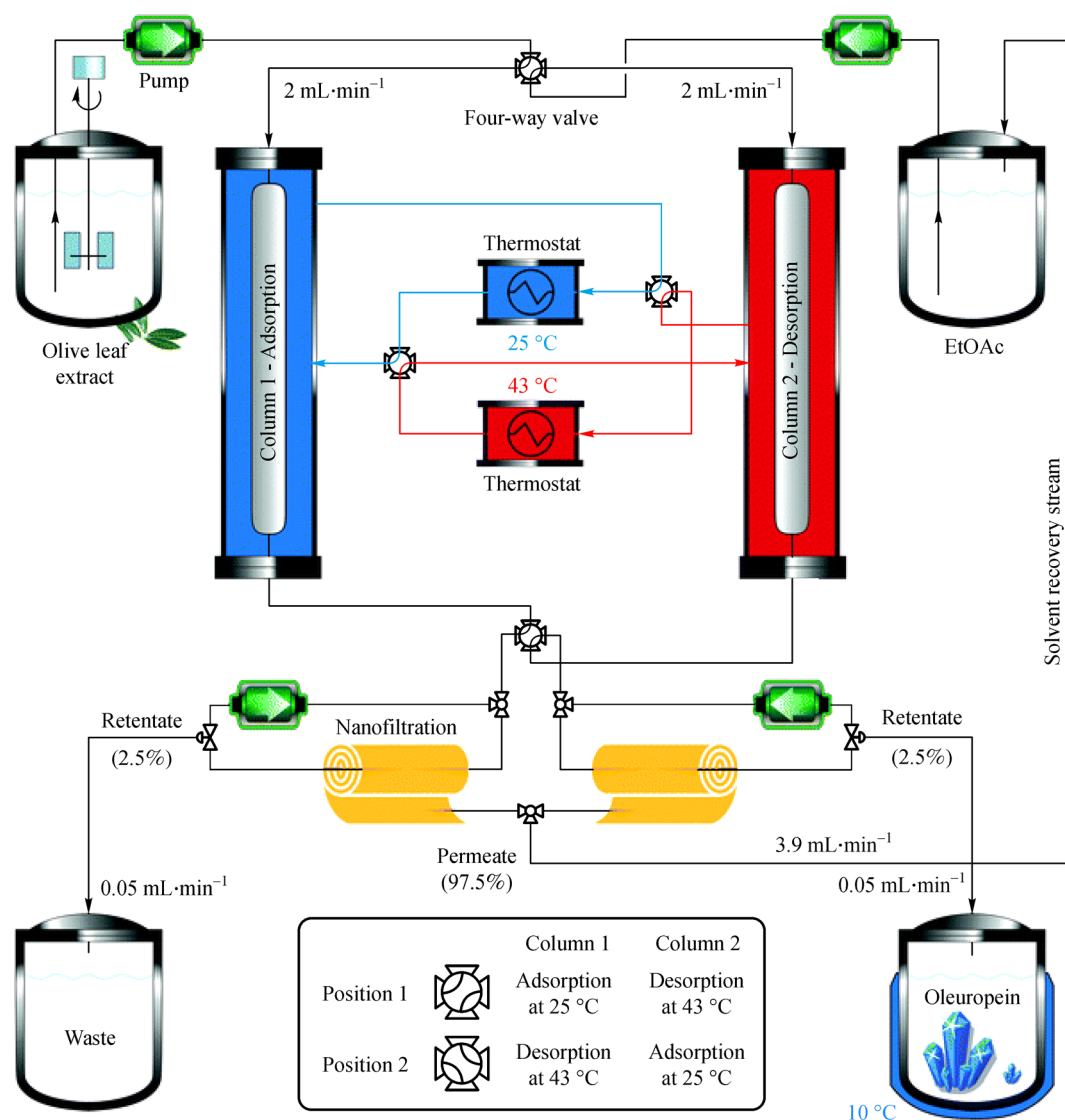 Pump
2 mL·min⁻¹
2 mL·min⁻¹
Four-way valve
Olive leaf
extract
EtOAc
Column 1 - Adsorption
Thermostat
25 °C
43 °C
Thermostat
Column 2 - Desorption
Solvent recovery stream
Retentate
(2.5%)
Nanofiltration
Retentate
(2.5%)
Permeate
(97.5%)
3.9 mL·min⁻¹
0.05 mL·min⁻¹
0.05 mL·min⁻¹
Waste
Column 1 Column 2
Position 1 Adsorption Desorption
at 25 °C at 43 °C
Position 2 Desorption Adsorption
at 43 °C at 25 °C
Oleuropein
10 °C